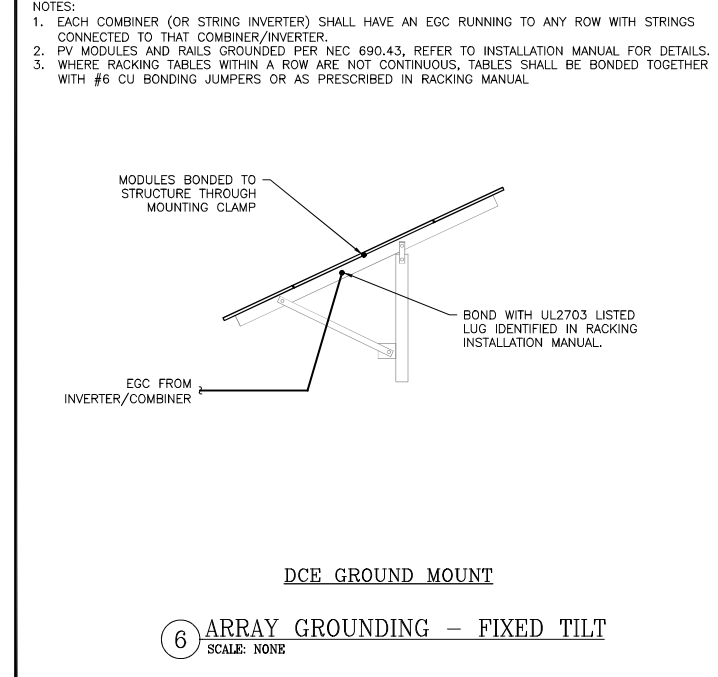 NOTES:
1. EACH COMBINER (OR STRING INVERTER) SHALL HAVE AN EGC RUNNING TO ANY ROW WITH STRINGS
CONNECTED TO THAT COMBINER/INVERTER.
2. PV MODULES AND RAILS GROUNDED PER NEC 690.43, REFER TO INSTALLATION MANUAL FOR DETAILS.
3. WHERE RACKING TABLES WITHIN A ROW ARE NOT CONTINUOUS, TABLES SHALL BE BONDED TOGETHER
WITH #6 CU BONDING JUMPERS OR AS PRESCRIBED IN RACKING MANUAL
MODULES BONDED TO
STRUCTURE THROUGH
MOUNTING CLAMP
BOND WITH UL2703 LISTED
LUG IDENTIFIED IN RACKING
INSTALLATION MANUAL.
EGC FROM
INVERTER/COMBINER
DCE GROUND MOUNT
6 ARRAY GROUNDING – FIXED TILT
SCALE: NONE